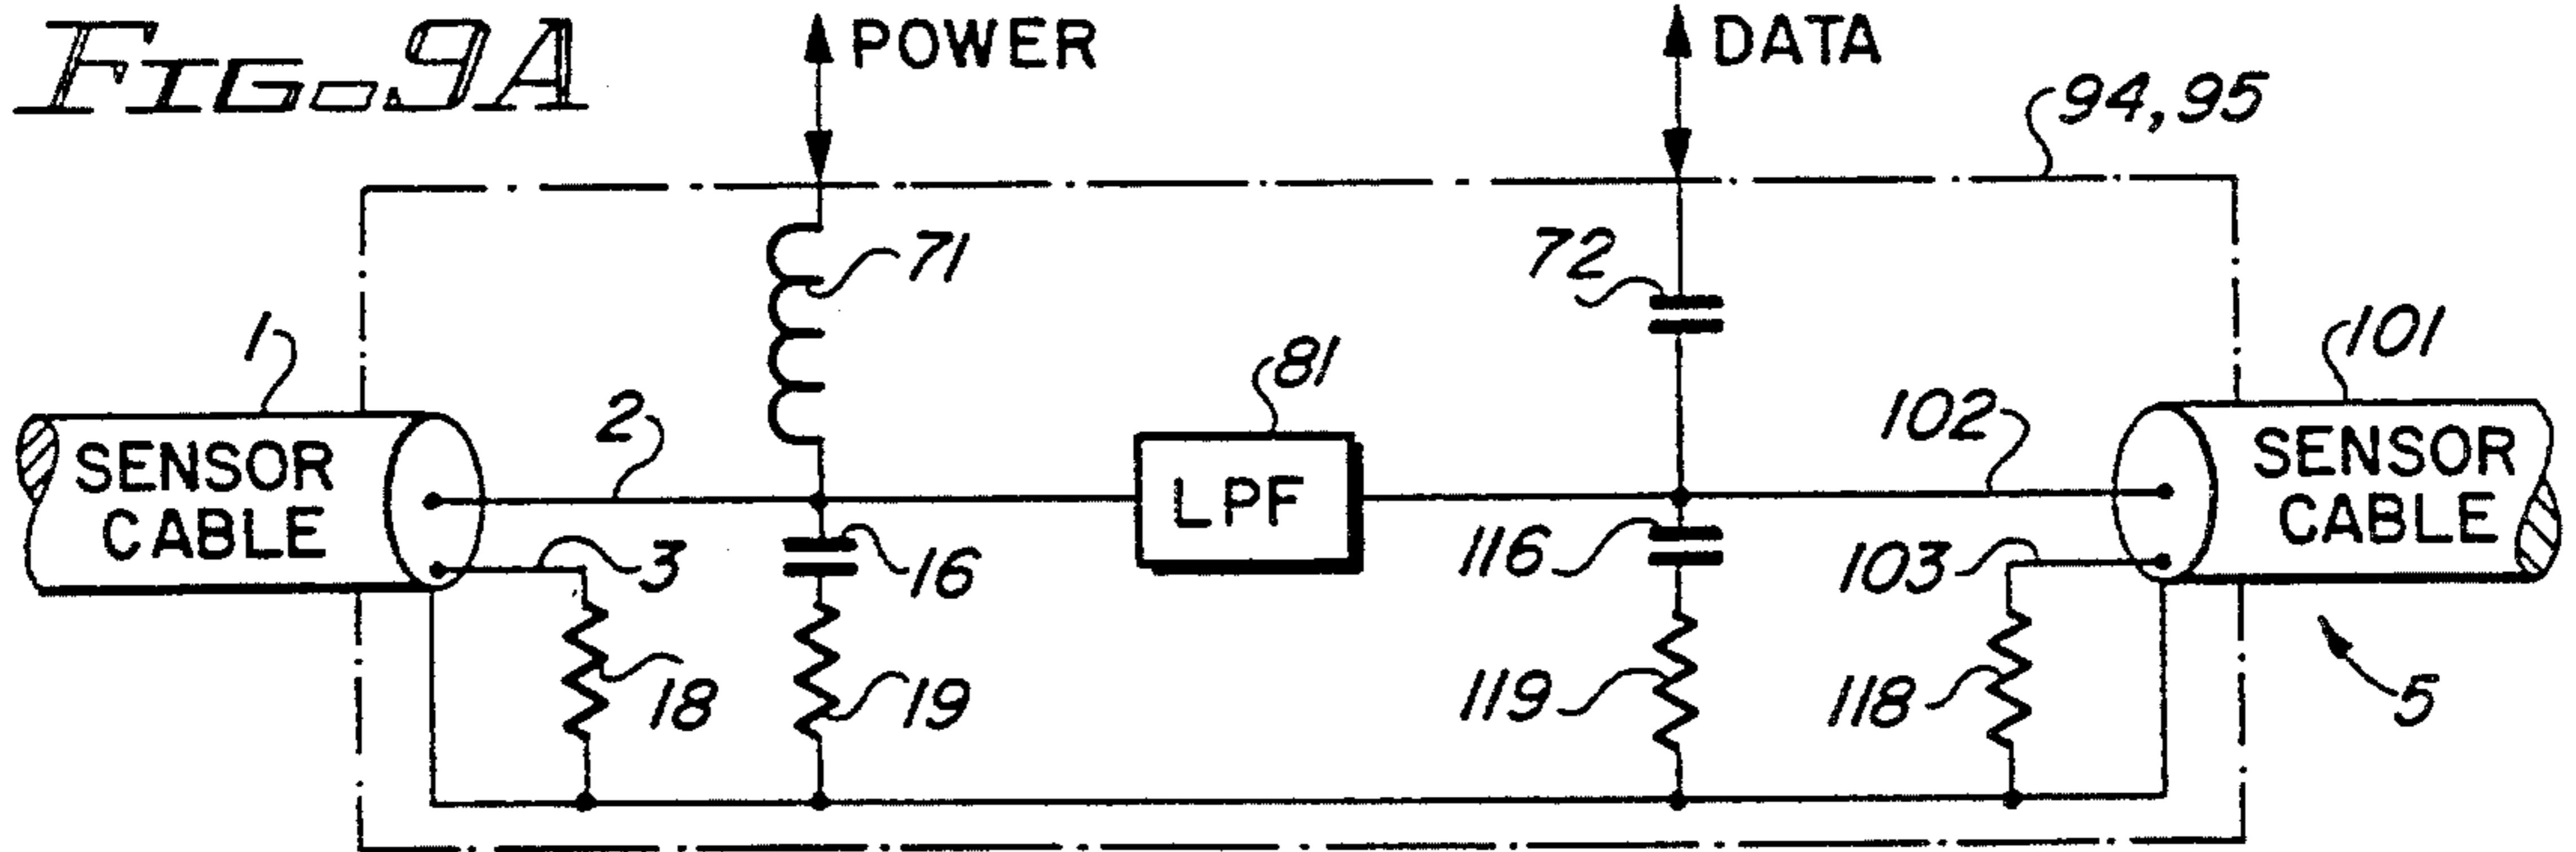 FIG. 9A
POWER
DATA
94, 95
71
72
1
SENSOR
CABLE
2
3
81
LPF
101
102
SENSOR
CABLE
103
16
116
18
19
119
118
5